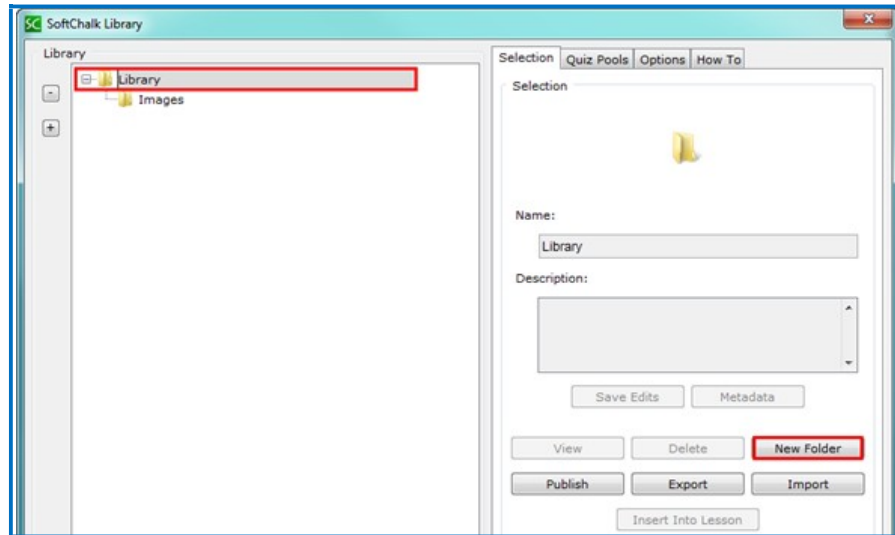 SC SoftChalk Library
Library
- Library
Images
-
+
Selection Quiz Pools Options How To
Selection
Name:
Library
Description:
Save Edits Metadata
View Delete New Folder
Publish Export Import
Insert Into Lesson